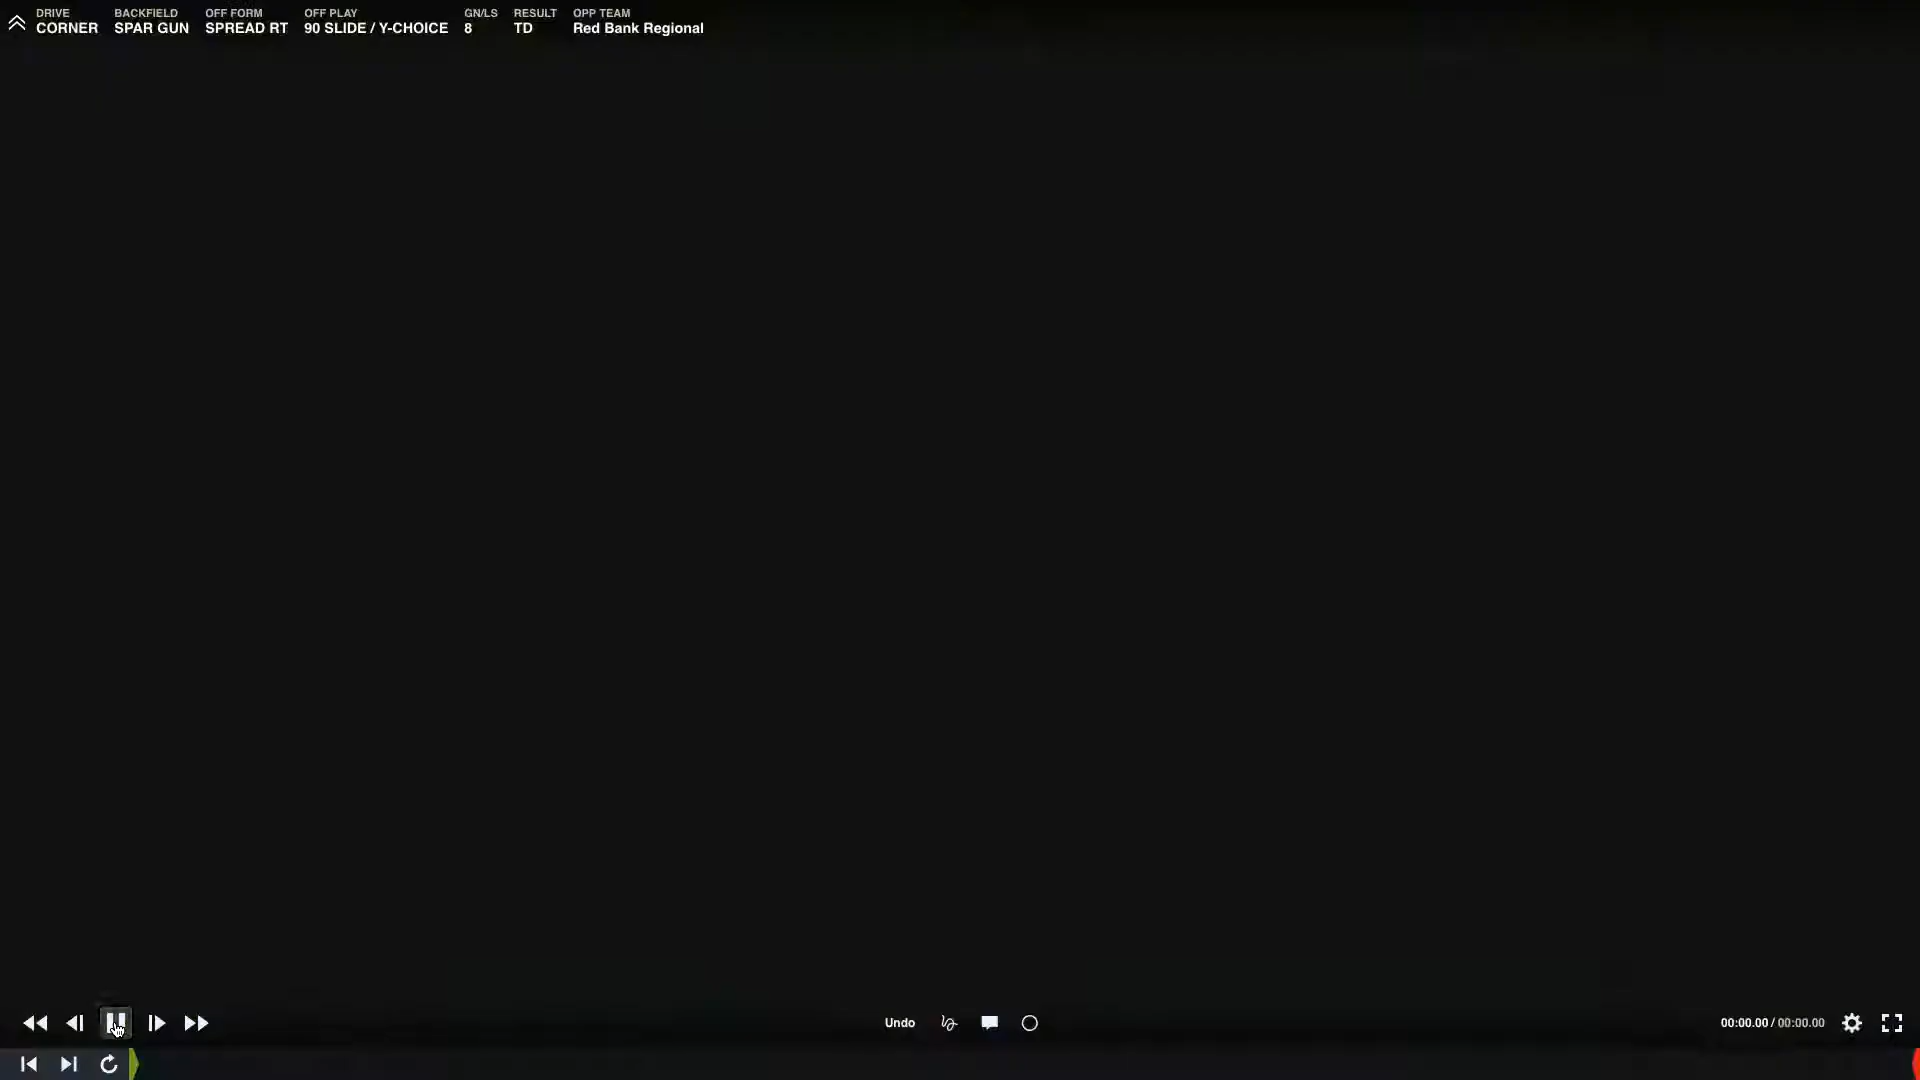 DRIVE BACKFIELD OFF FORM OFF PLAY GN/LS RESULT OPP TEAM
CORNER SPAR GUN SPREAD RT 90 SLIDE / Y-CHOICE 8 TD Red Bank Regional
Undo 00:00.00 / 00:00.00